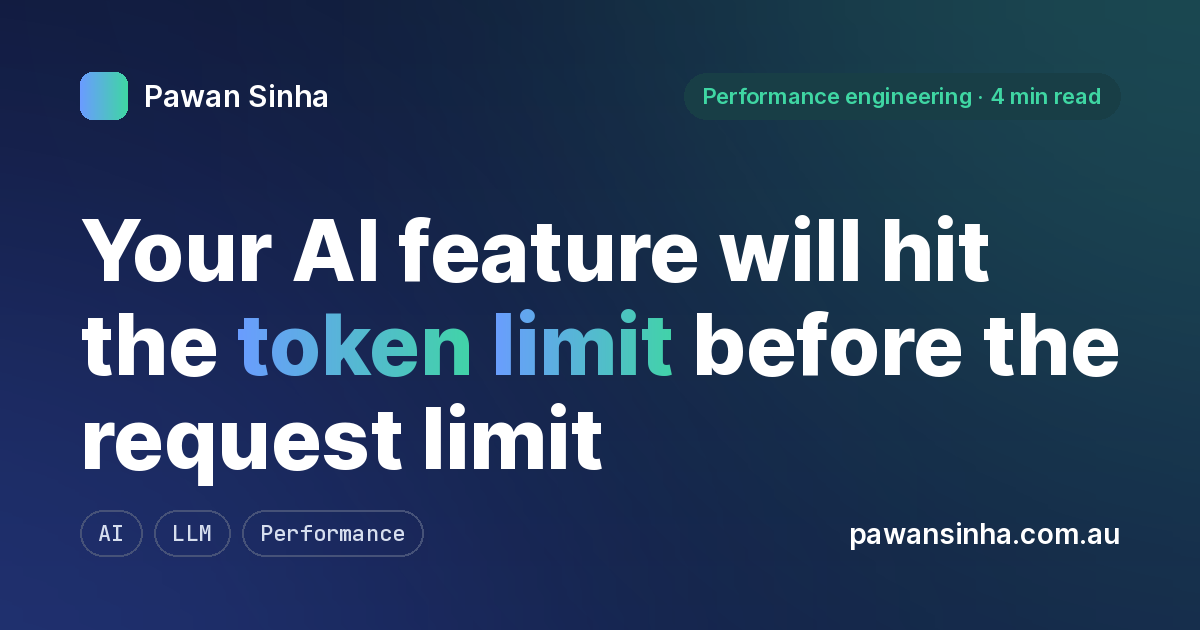 Pawan Sinha
Performance engineering · 4 min read
Your AI feature will hit
the token limit before the
request limit
AI
LLM
Performance
pawansinha.com.au